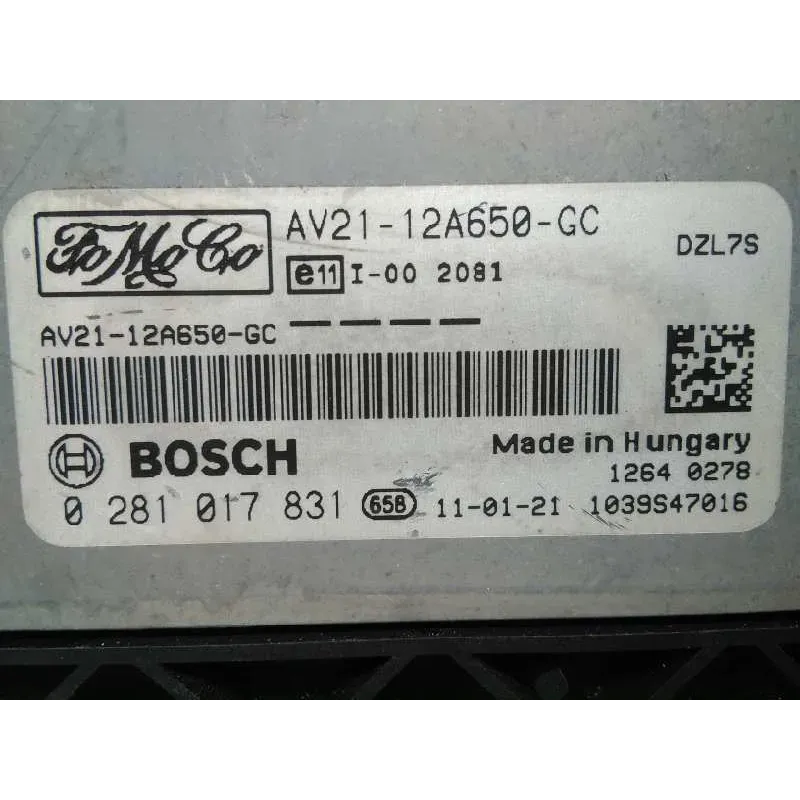 FoMoCo AV21-12A650-GC DZL7S
e11 I-00 2081
AV21-12A650-GC
BOSCH Made in Hungary
1264 0278
0 281 017 831 65B 11-01-21 1039S47016